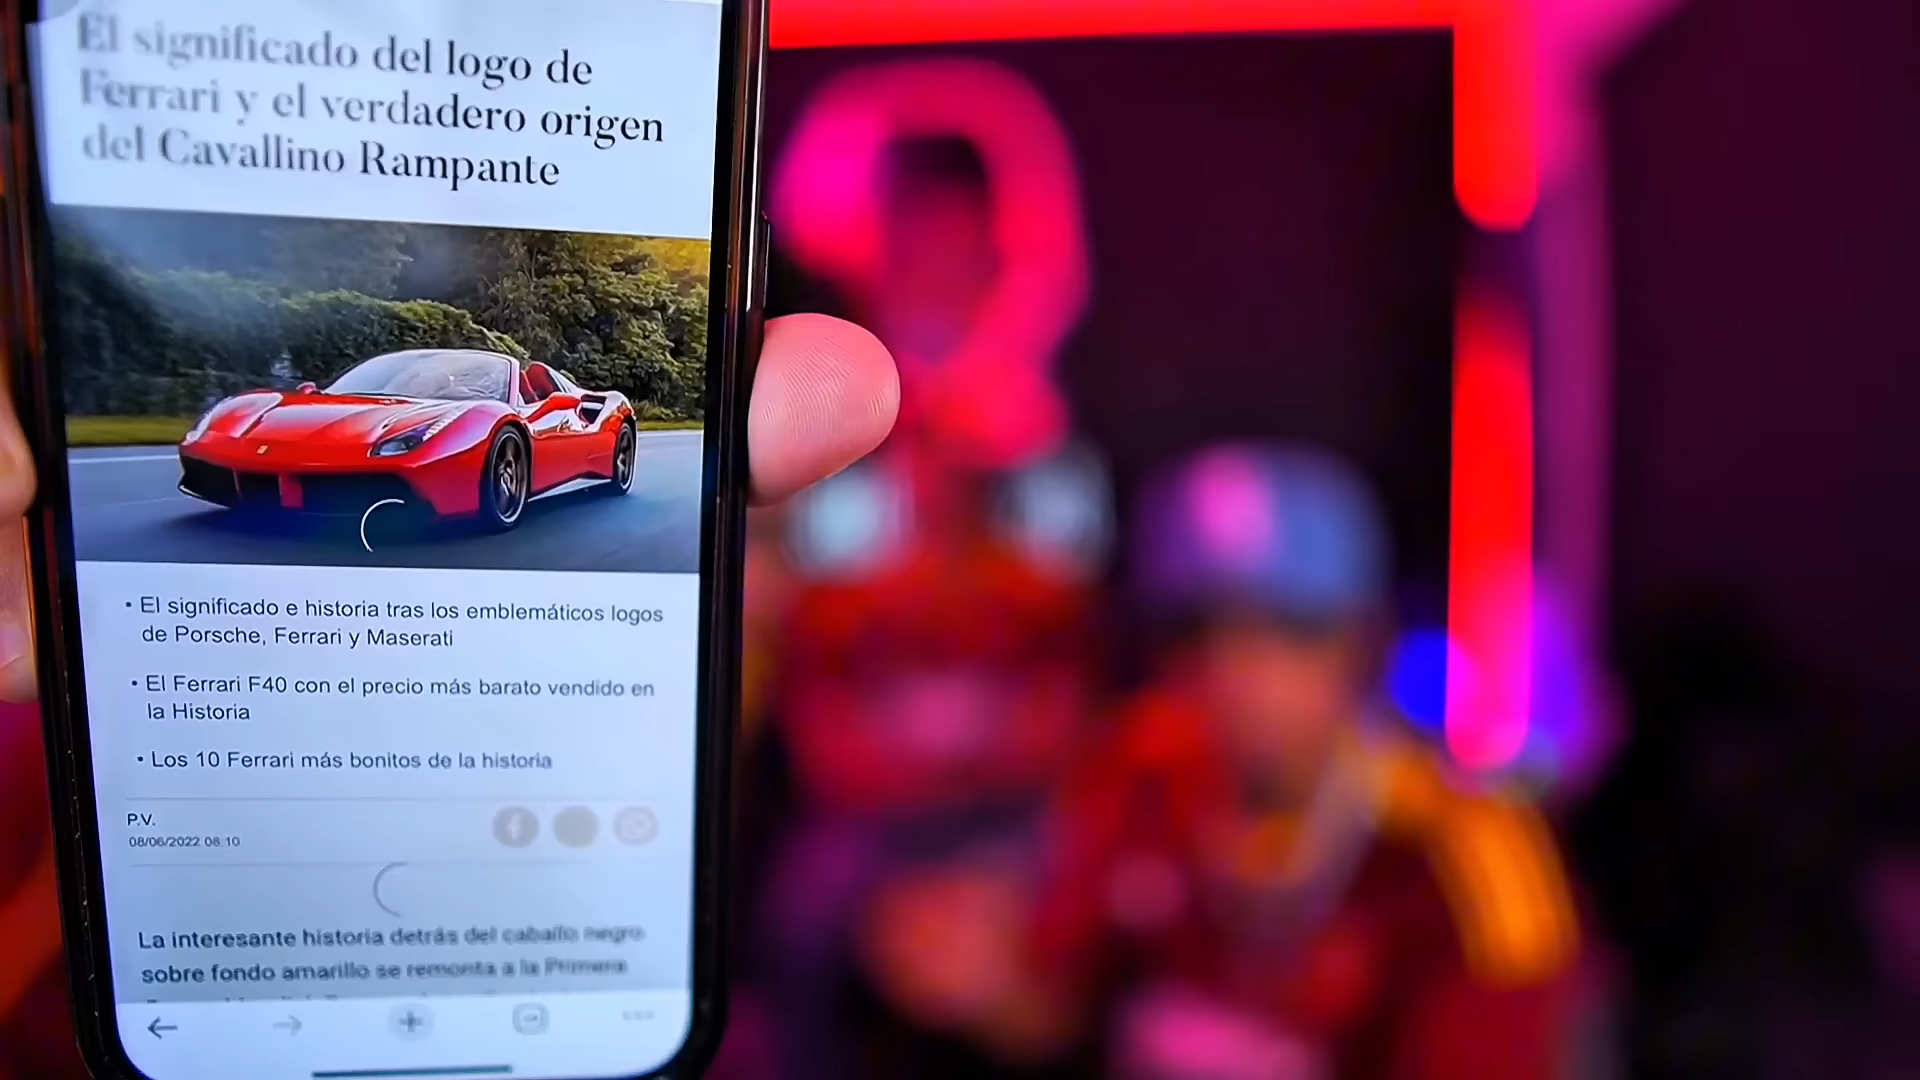 El significado del logo de
Ferrari y el verdadero origen
del Cavallino Rampante
• El significado e historia tras los emblemáticos logos
de Porsche, Ferrari y Maserati
• El Ferrari F40 con el precio más barato vendido en
la Historia
• Los 10 Ferrari más bonitos de la historia
P.V.
08/06/2022 08:10
La interesante historia detrás del caballo negro
sobre fondo amarillo se remonta a la Primera